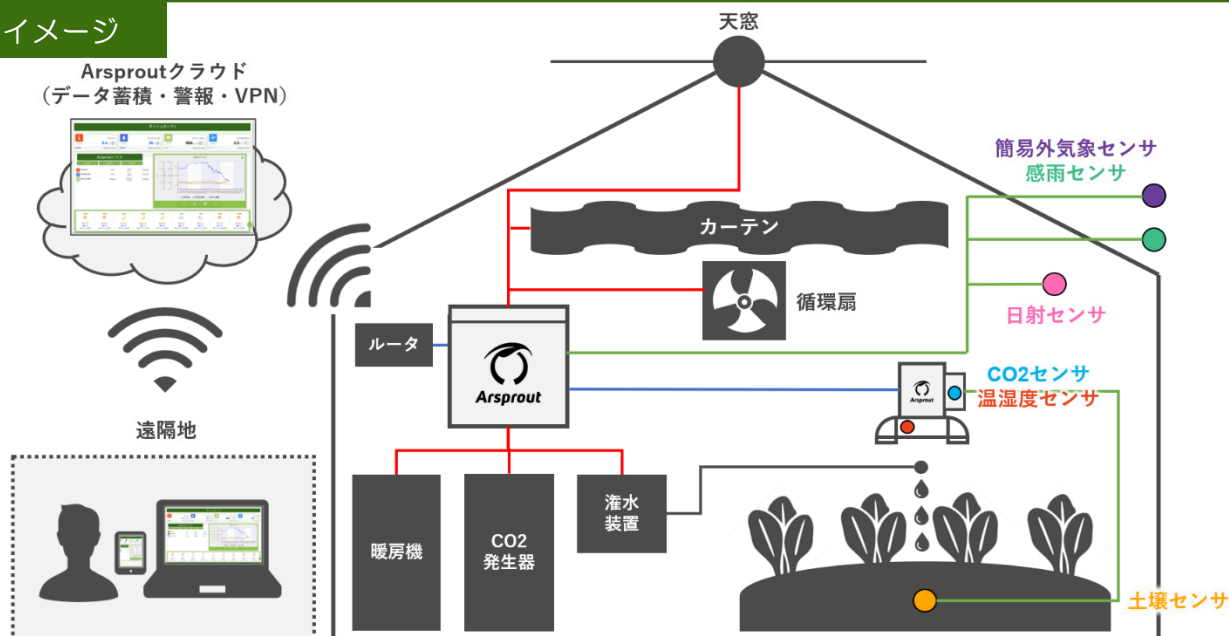 イメージ
天窓
Arsproutクラウド
（データ蓄積・警報・VPN）
簡易外気象センサ
感雨センサ
カーテン
循環扇
日射センサ
ルータ
Arsprout
CO2センサ
温湿度センサ
Arsprout
遠隔地
潅水
装置
暖房機
CO2
発生器
土壌センサ